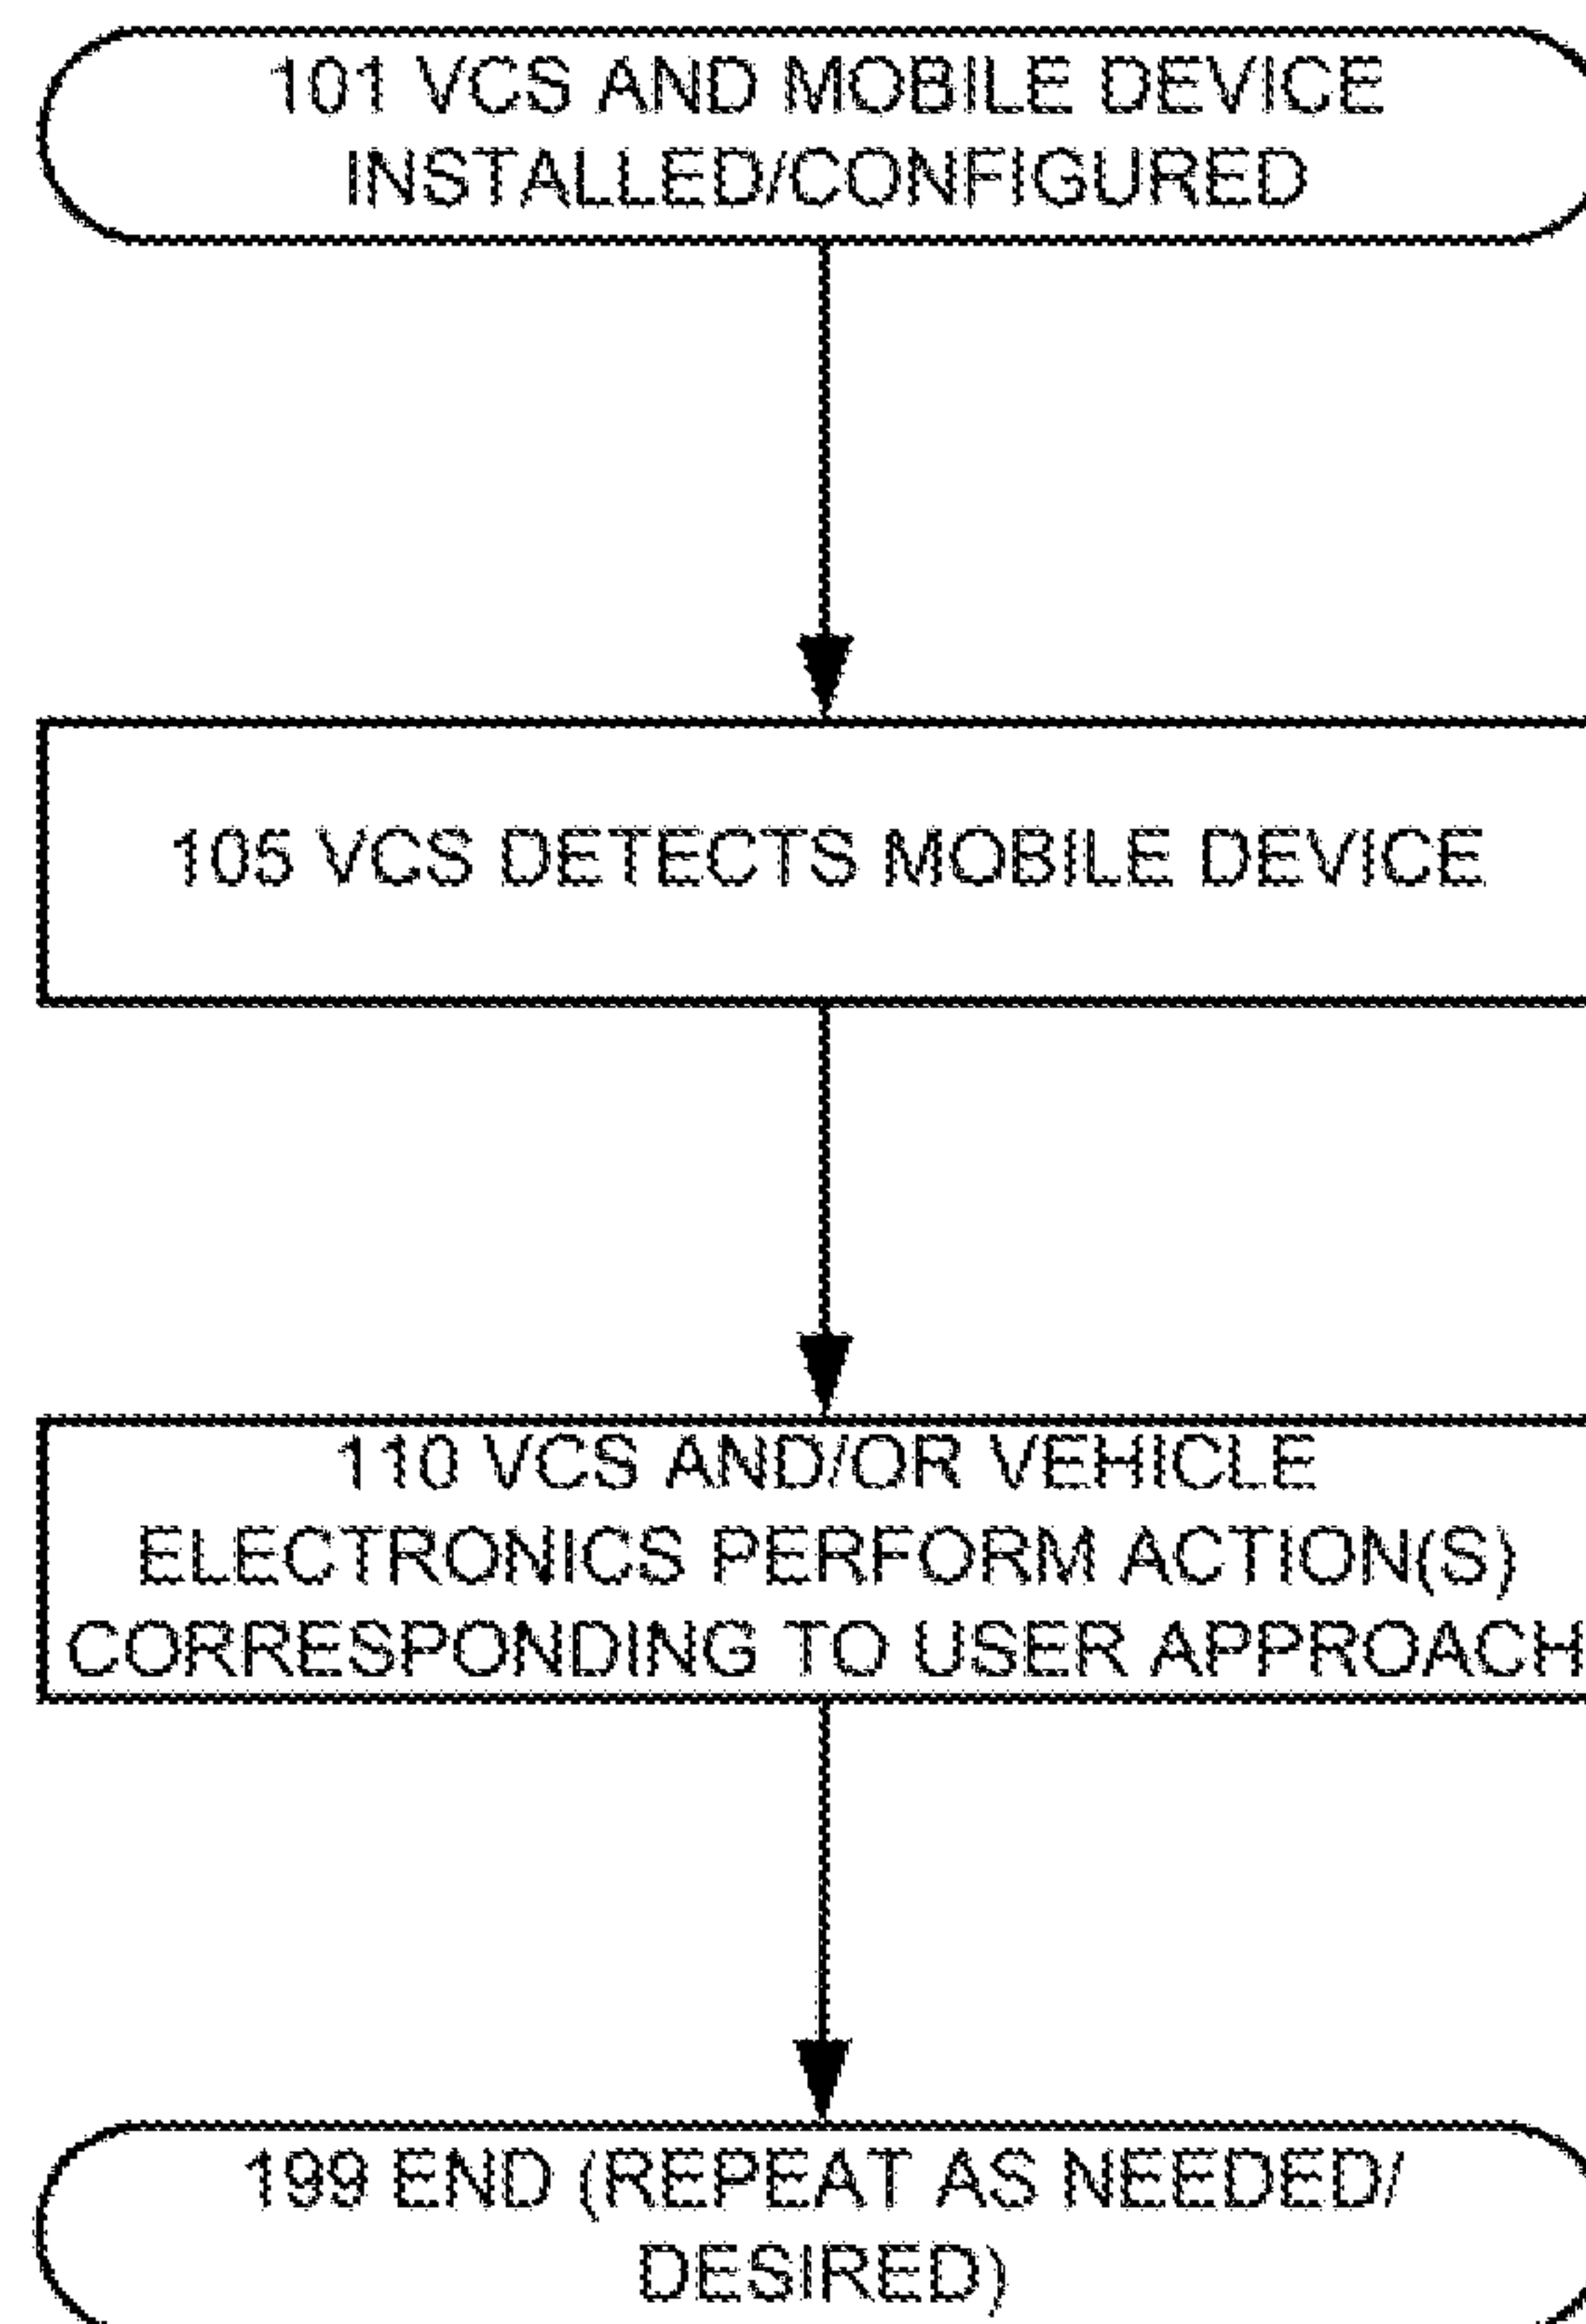 101 VCS AND MOBILE DEVICE
INSTALLED/CONFIGURED
105 VCS DETECTS MOBILE DEVICE
110 VCS AND/OR VEHICLE
ELECTRONICS PERFORM ACTION(S)
CORRESPONDING TO USER APPROACH
199 END (REPEAT AS NEEDED/
DESIRED)